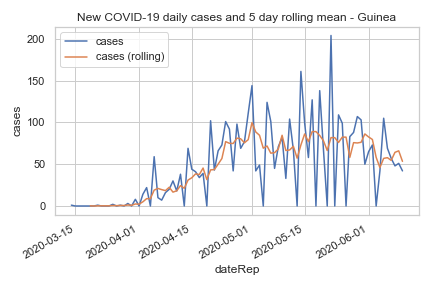 New COVID-19 daily cases and 5 day rolling mean - Guinea
cases
cases (rolling)
200
150
100
50
0
cases
2020-03-15
2020-04-01
2020-04-15
2020-05-01
2020-05-15
2020-06-01
dateRep